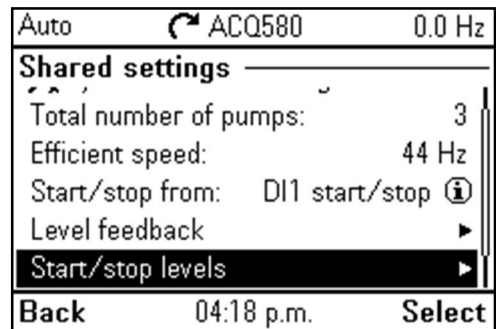 Auto ACQ580 0.0 Hz
Shared settings
Total number of pumps: 3
Efficient speed: 44 Hz
Start/stop from: DI1 start/stop
Level feedback
Start/stop levels
Back 04:18 p.m. Select